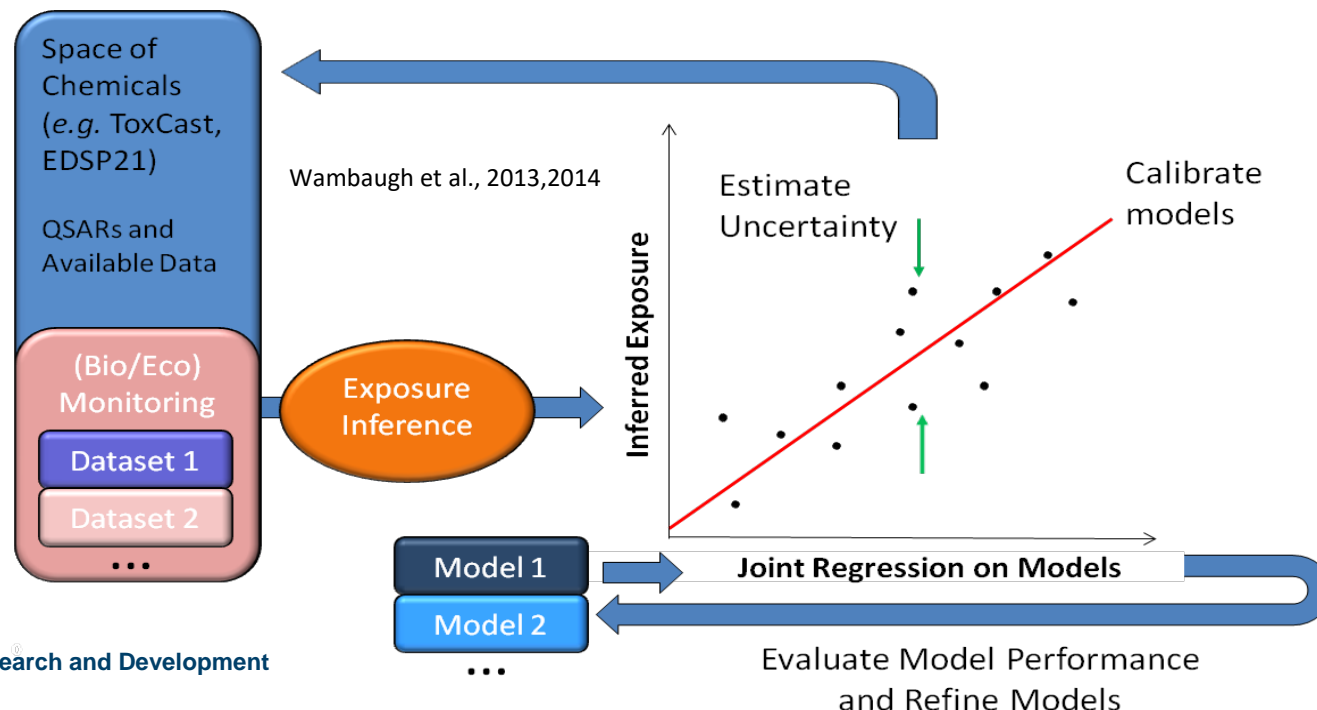 Space of
Chemicals
(e.g. ToxCast,
EDSP21)
QSARs and
Available Data
(Bio/Eco)
Monitoring
Dataset 1
Dataset 2
...
Exposure
Inference
Wambaugh et al., 2013,2014
Estimate
Uncertainty
Calibrate
models
Inferred Exposure
Joint Regression on Models
Model 1
Model 2
...
Evaluate Model Performance
and Refine Models
earch and Development